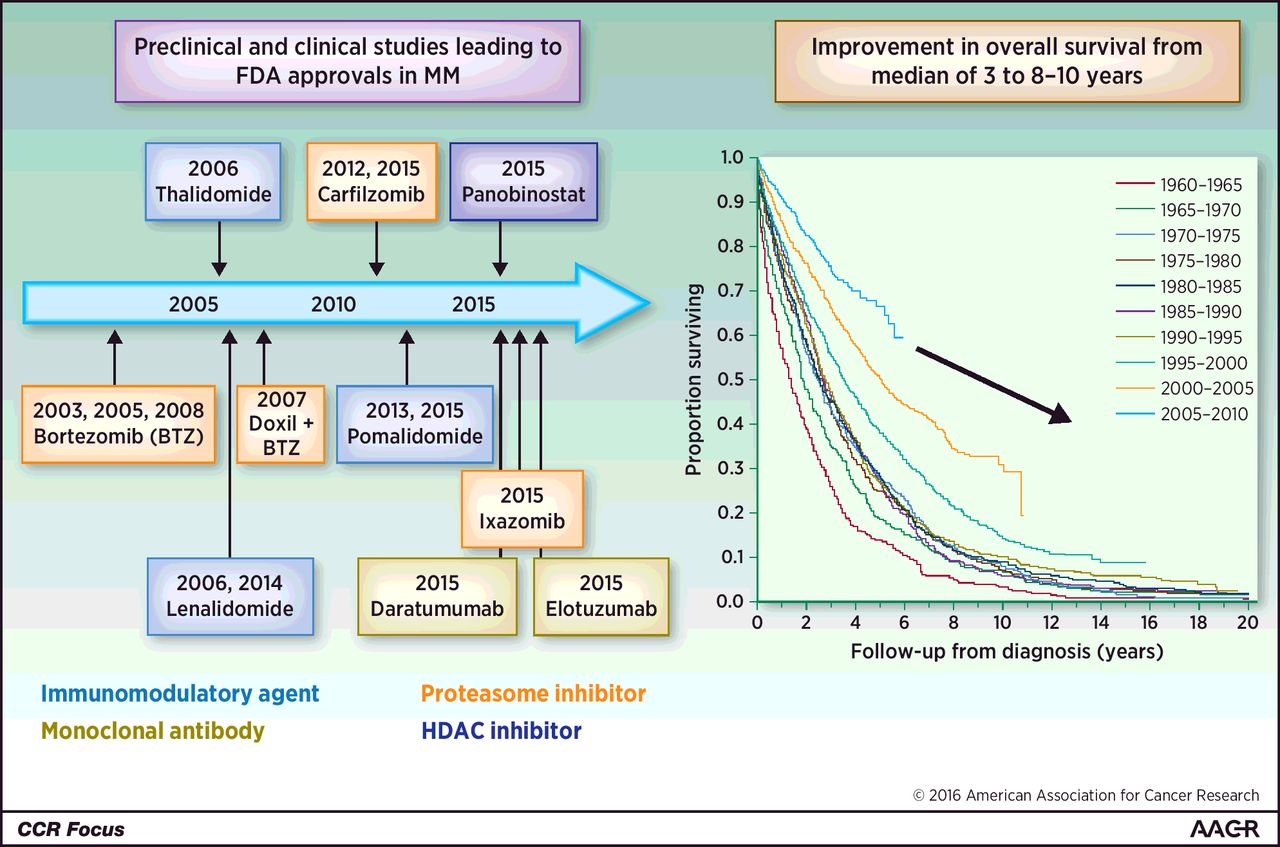 Preclinical and clinical studies leading to
FDA approvals in MM
2006
Thalidomide
2012, 2015
Carfilzomib
2015
Panobinostat
2005
2010
2015
2003, 2005, 2008
Bortezomib (BTZ)
2007
Doxil +
BTZ
2013, 2015
Pomalidomide
2015
Ixazomib
2006, 2014
Lenalidomide
2015
Daratumumab
2015
Elotuzumab
Immunomodulatory agent
Proteasome inhibitor
Monoclonal antibody
HDAC inhibitor
Improvement in overall survival from
median of 3 to 8–10 years
Proportion surviving
1.0
0.9
0.8
0.7
0.6
0.5
0.4
0.3
0.2
0.1
0.0
0 2 4 6 8 10 12 14 16 18 20
Follow-up from diagnosis (years)
1960–1965
1965–1970
1970–1975
1975–1980
1980–1985
1985–1990
1990–1995
1995–2000
2000–2005
2005–2010
© 2016 American Association for Cancer Research
CCR Focus
AACR